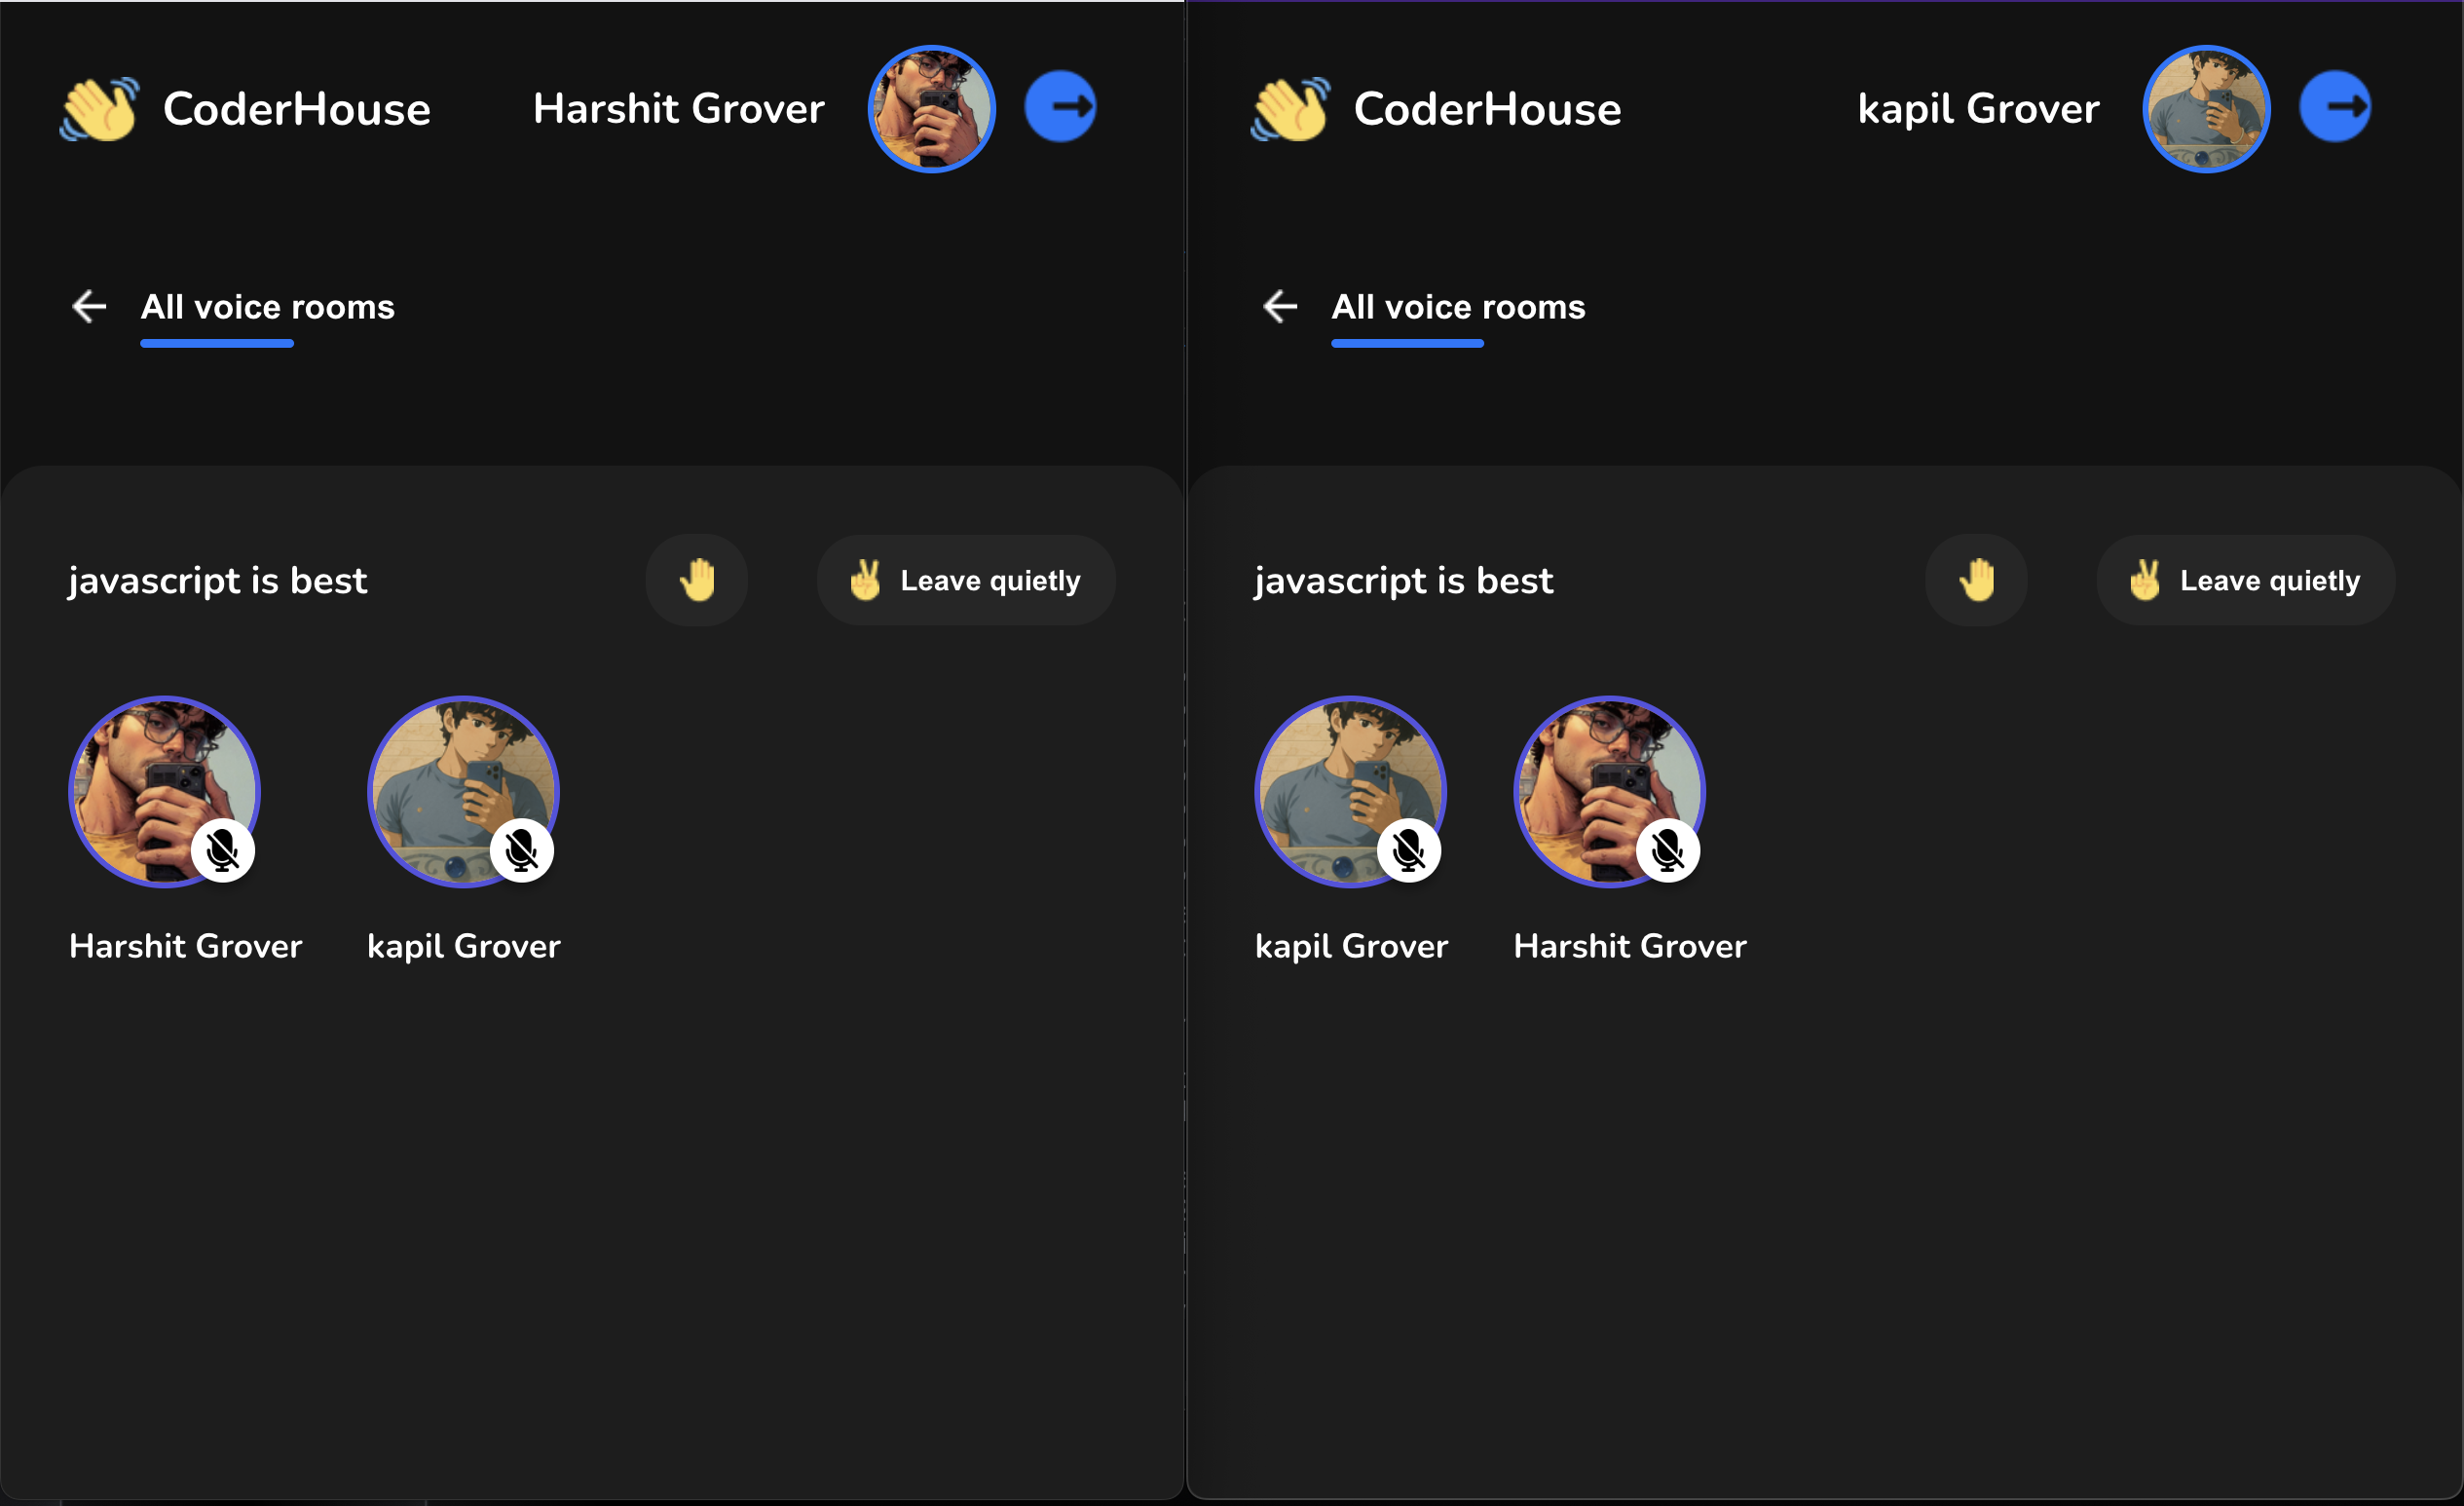 CoderHouse Harshit Grover
All voice rooms
javascript is best Leave quietly
Harshit Grover kapil Grover
CoderHouse kapil Grover
All voice rooms
javascript is best Leave quietly
kapil Grover Harshit Grover